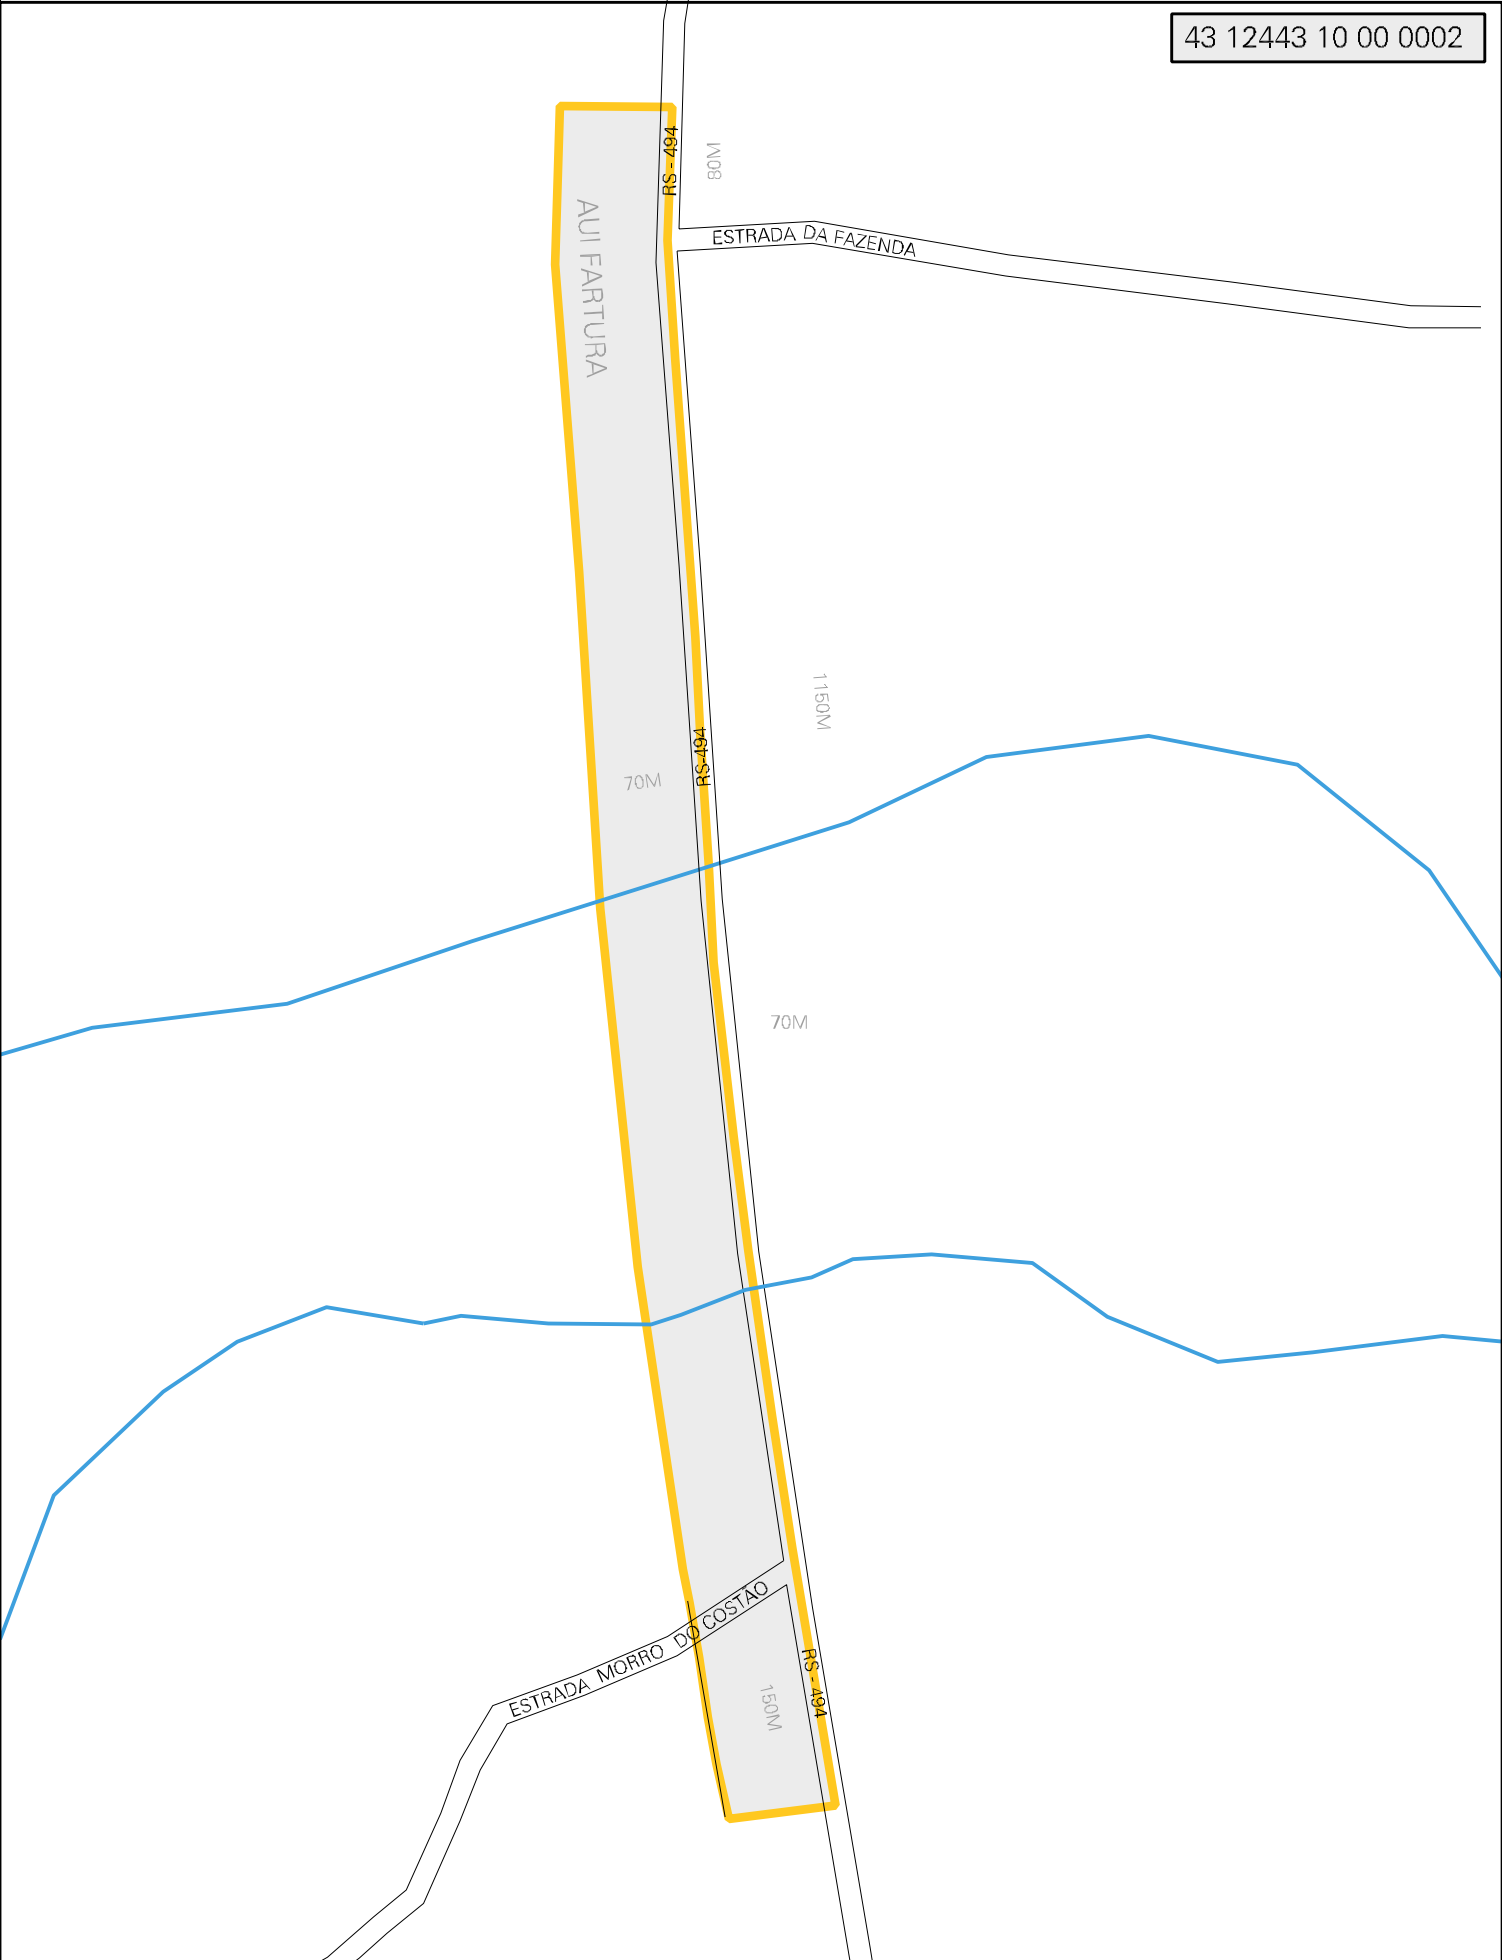 43 12443 10 00 0002
RS - 494
80M
AUI FARTURA
ESTRADA DA FAZENDA
1150M
RS-494
70M
70M
ESTRADA MORRO DO COSTÃO
RS - 494
150M